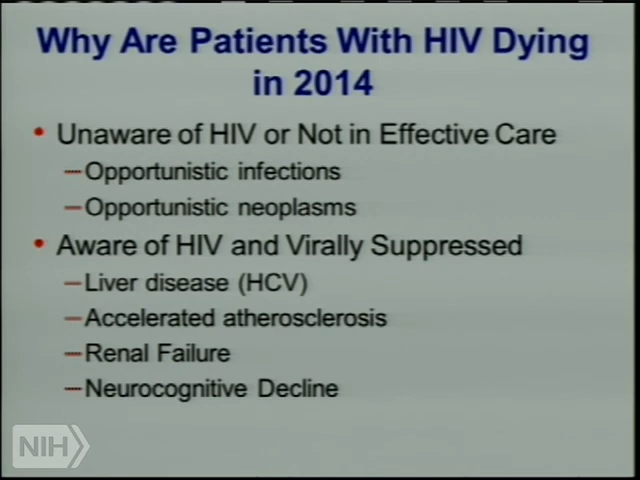 Why Are Patients With HIV Dying
in 2014
• Unaware of HIV or Not in Effective Care
—Opportunistic infections
—Opportunistic neoplasms
• Aware of HIV and Virally Suppressed
—Liver disease (HCV)
—Accelerated atherosclerosis
—Renal Failure
—Neurocognitive Decline
NIH